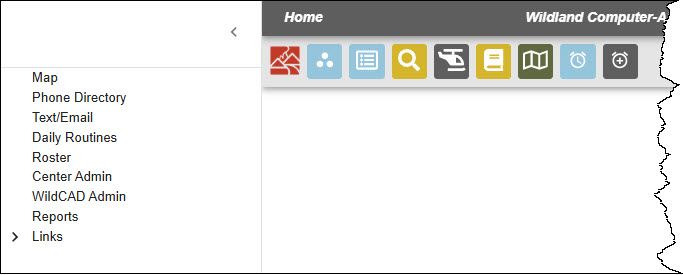 Home
Wildland Computer-A
Map
Phone Directory
Text/Email
Daily Routines
Roster
Center Admin
WildCAD Admin
Reports
Links